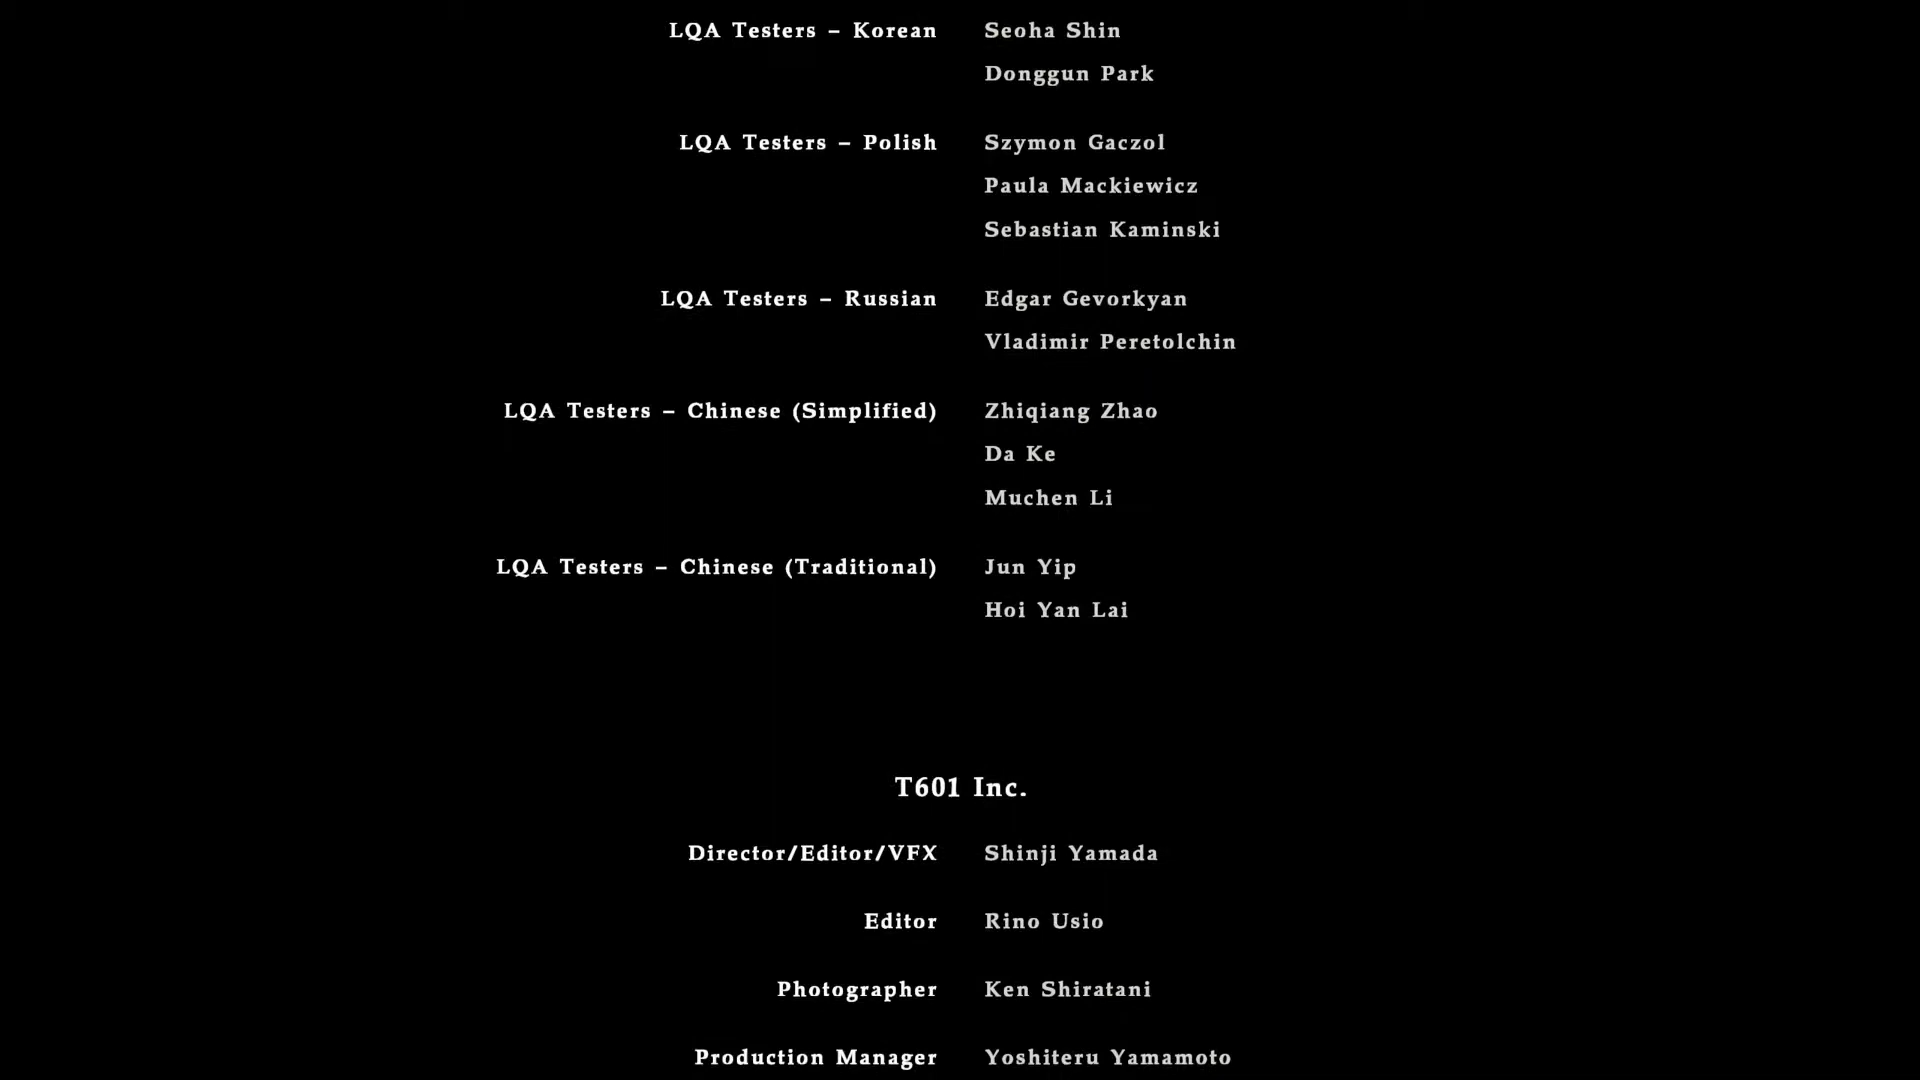 LQA Testers – Korean Seoha Shin
Donggun Park
LQA Testers – Polish Szymon Gaczol
Paula Mackiewicz
Sebastian Kaminski
LQA Testers – Russian Edgar Gevorkyan
Vladimir Peretolchin
LQA Testers – Chinese (Simplified) Zhiqiang Zhao
Da Ke
Muchen Li
LQA Testers – Chinese (Traditional) Jun Yip
Hoi Yan Lai
T601 Inc.
Director/Editor/VFX Shinji Yamada
Editor Rino Usio
Photographer Ken Shiratani
Production Manager Yoshiteru Yamamoto